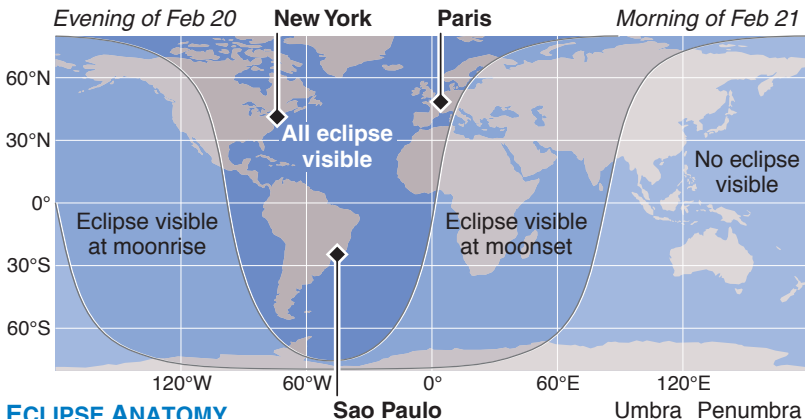 Evening of Feb 20
New York
Paris
Morning of Feb 21
60°N
30°N
0°
30°S
60°S
All eclipse
visible
No eclipse
visible
Eclipse visible
at moonrise
Eclipse visible
at moonset
120°W
60°W
0°
60°E
120°E
ECLIPSE ANATOMY
Sao Paulo
Umbra
Penumbra